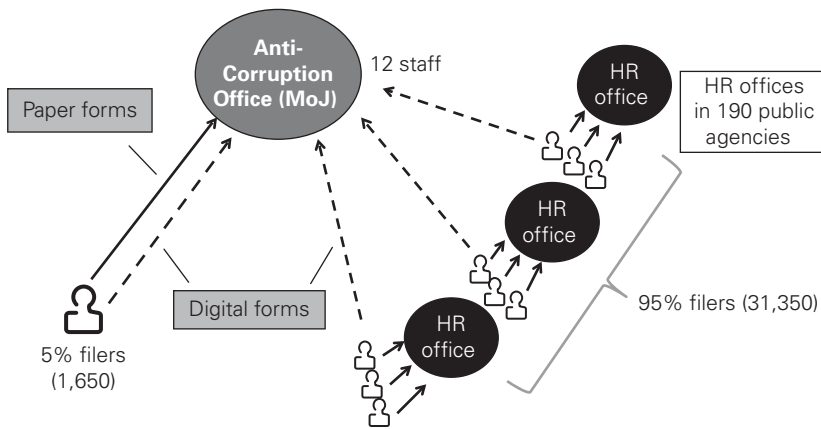 Anti-
Corruption
Office (MoJ)
12 staff
HR
office
HR offices
in 190 public
agencies
Paper forms
HR
office
Digital forms
HR
office
95% filers (31,350)
5% filers
(1,650)